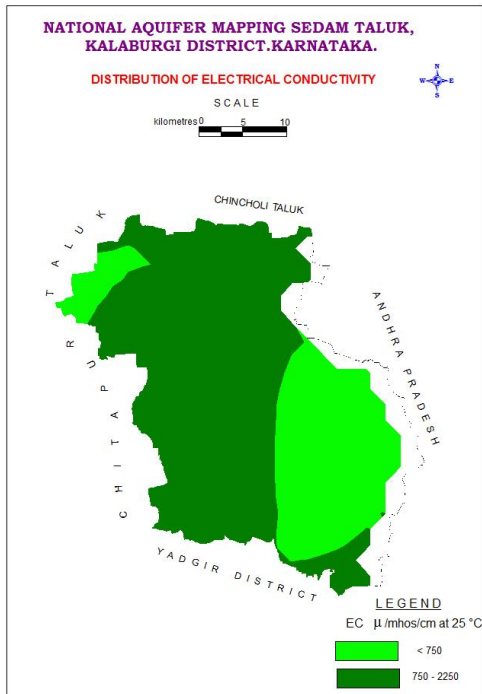 NATIONAL AQUIFER MAPPING SEDAM TALUK,
KALABURGI DISTRICT.KARNATAKA.
DISTRIBUTION OF ELECTRICAL CONDUCTIVITY
N
W E
S
SCALE
kilometres 0 5 10
CHINCHOLI TALUK
CHITAPUR TALUK
ANDHRA PRADESH
YADGIR DISTRICT
LEGEND
EC μ /mhos/cm at 25 °C
< 750
750 - 2250